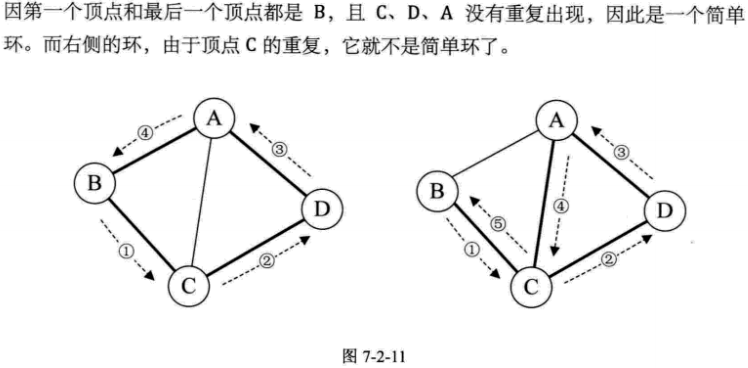 因第一个顶点和最后一个顶点都是 B，且 C、D、A 没有重复出现，因此是一个简单
环。而右侧的环，由于顶点 C 的重复，它就不是简单环了。
A
④
③
B
D
①
②
C
A
③
B
④
D
⑤
①
②
C
图 7-2-11